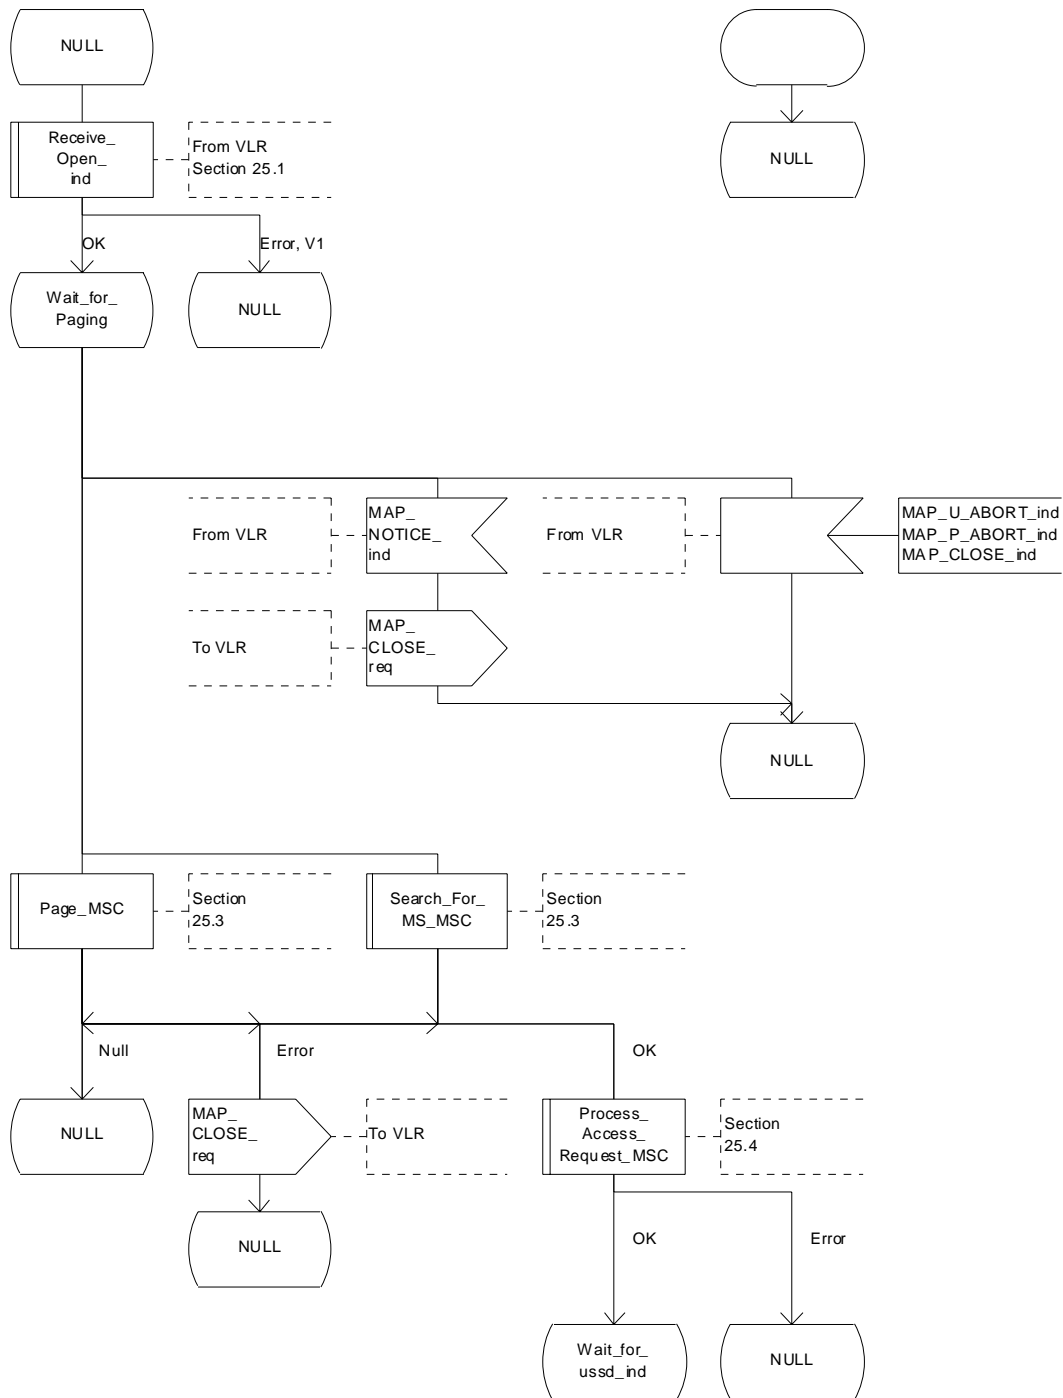 NULL
Receive_
Open_
ind
From VLR
Section 25.1
NULL
OK
Error, V1
Wait_for_
Paging
NULL
From VLR
MAP_
NOTICE_
ind
From VLR
MAP_U_ABORT_ind
MAP_P_ABORT_ind
MAP_CLOSE_ind
To VLR
MAP_
CLOSE_
req
NULL
Page_MSC
Section
25.3
Search_For_
MS_MSC
Section
25.3
Null
Error
OK
NULL
MAP_
CLOSE_
req
To VLR
Process_
Access_
Request_MSC
Section
25.4
NULL
OK
Error
Wait_for_
ussd_ind
NULL